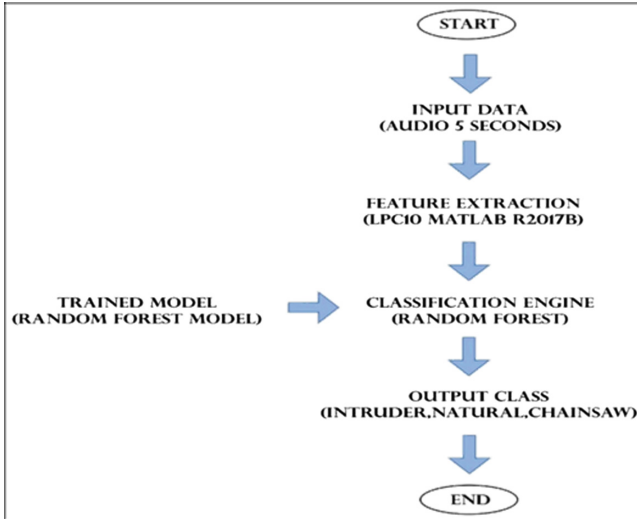 START
INPUT DATA
(AUDIO 5 SECONDS)
FEATURE EXTRACTION
(LPC10 MATLAB R2017B)
TRAINED MODEL
(RANDOM FOREST MODEL)
CLASSIFICATION ENGINE
(RANDOM FOREST)
OUTPUT CLASS
(INTRUDER,NATURAL,CHAINSAW)
END